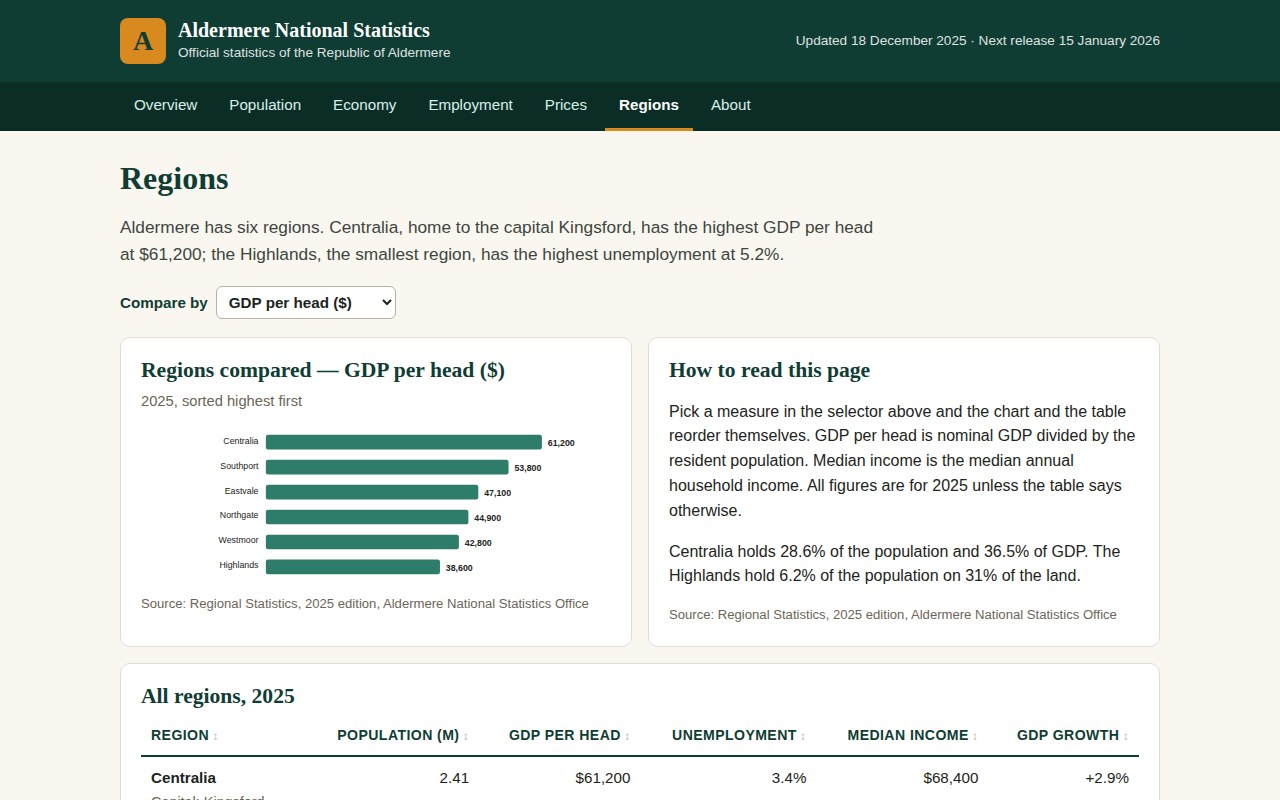 A
Aldermere National Statistics
Official statistics of the Republic of Aldermere
Updated 18 December 2025 · Next release 15 January 2026
Overview Population Economy Employment Prices Regions About
Regions
Aldermere has six regions. Centralia, home to the capital Kingsford, has the highest GDP per head
at $61,200; the Highlands, the smallest region, has the highest unemployment at 5.2%.
Compare by GDP per head ($)
Regions compared — GDP per head ($)
2025, sorted highest first
Centralia 61,200
Southport 53,800
Eastvale 47,100
Northgate 44,900
Westmoor 42,800
Highlands 38,600
Source: Regional Statistics, 2025 edition, Aldermere National Statistics Office
How to read this page
Pick a measure in the selector above and the chart and the table
reorder themselves. GDP per head is nominal GDP divided by the
resident population. Median income is the median annual
household income. All figures are for 2025 unless the table says
otherwise.
Centralia holds 28.6% of the population and 36.5% of GDP. The
Highlands hold 6.2% of the population on 31% of the land.
Source: Regional Statistics, 2025 edition, Aldermere National Statistics Office
All regions, 2025
REGION ↕ POPULATION (M) ↕ GDP PER HEAD ↕ UNEMPLOYMENT ↕ MEDIAN INCOME ↕ GDP GROWTH ↕
Centralia 2.41 $61,200 3.4% $68,400 +2.9%
Capital: Kingsford